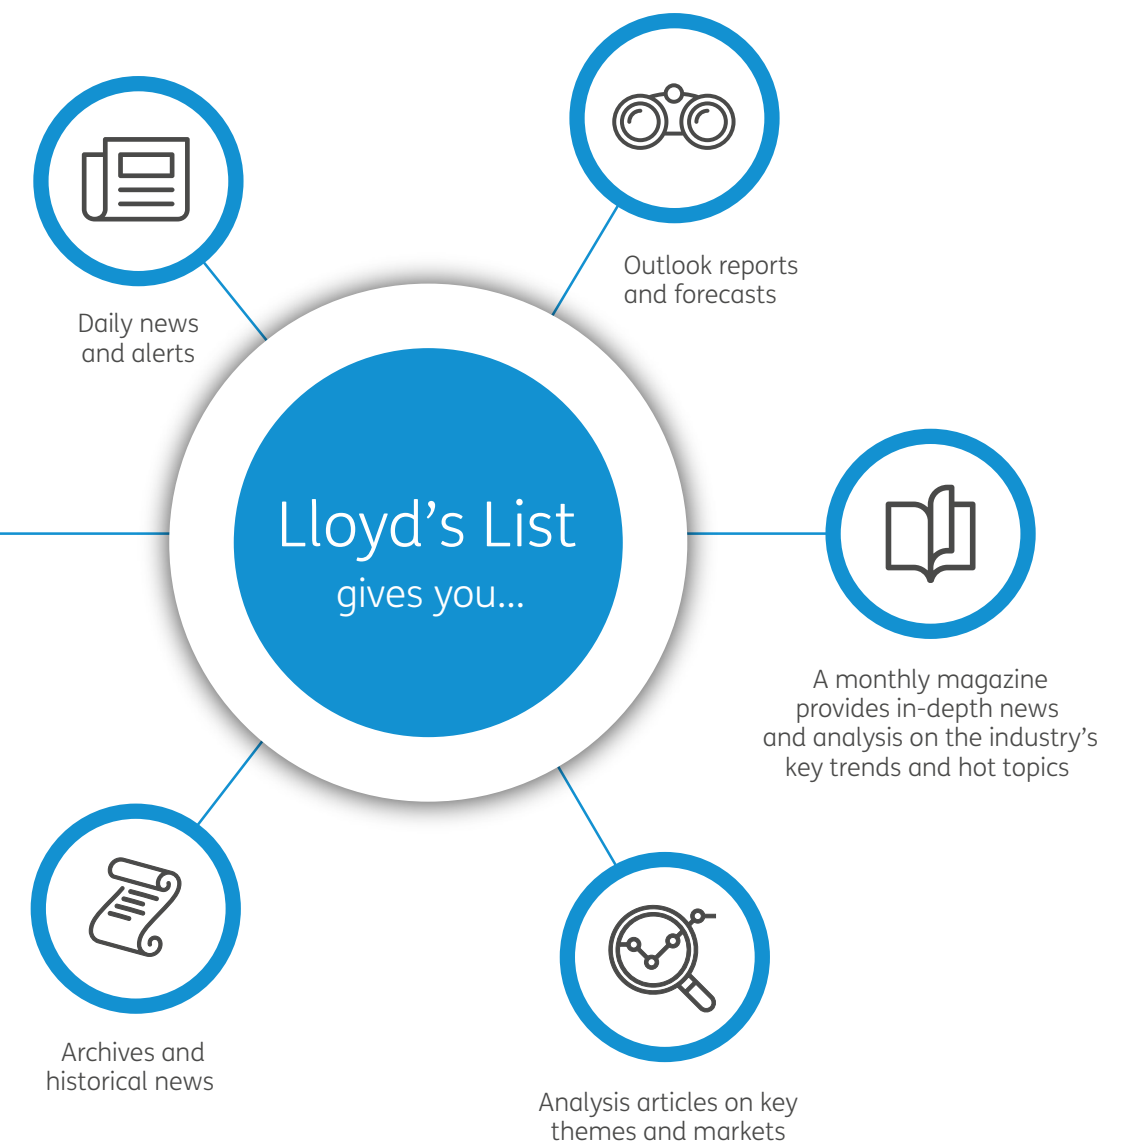 Outlook reports
and forecasts
Daily news
and alerts
Lloyd’s List
gives you...
A monthly magazine
provides in-depth news
and analysis on the industry’s
key trends and hot topics
Archives and
historical news
Analysis articles on key
themes and markets